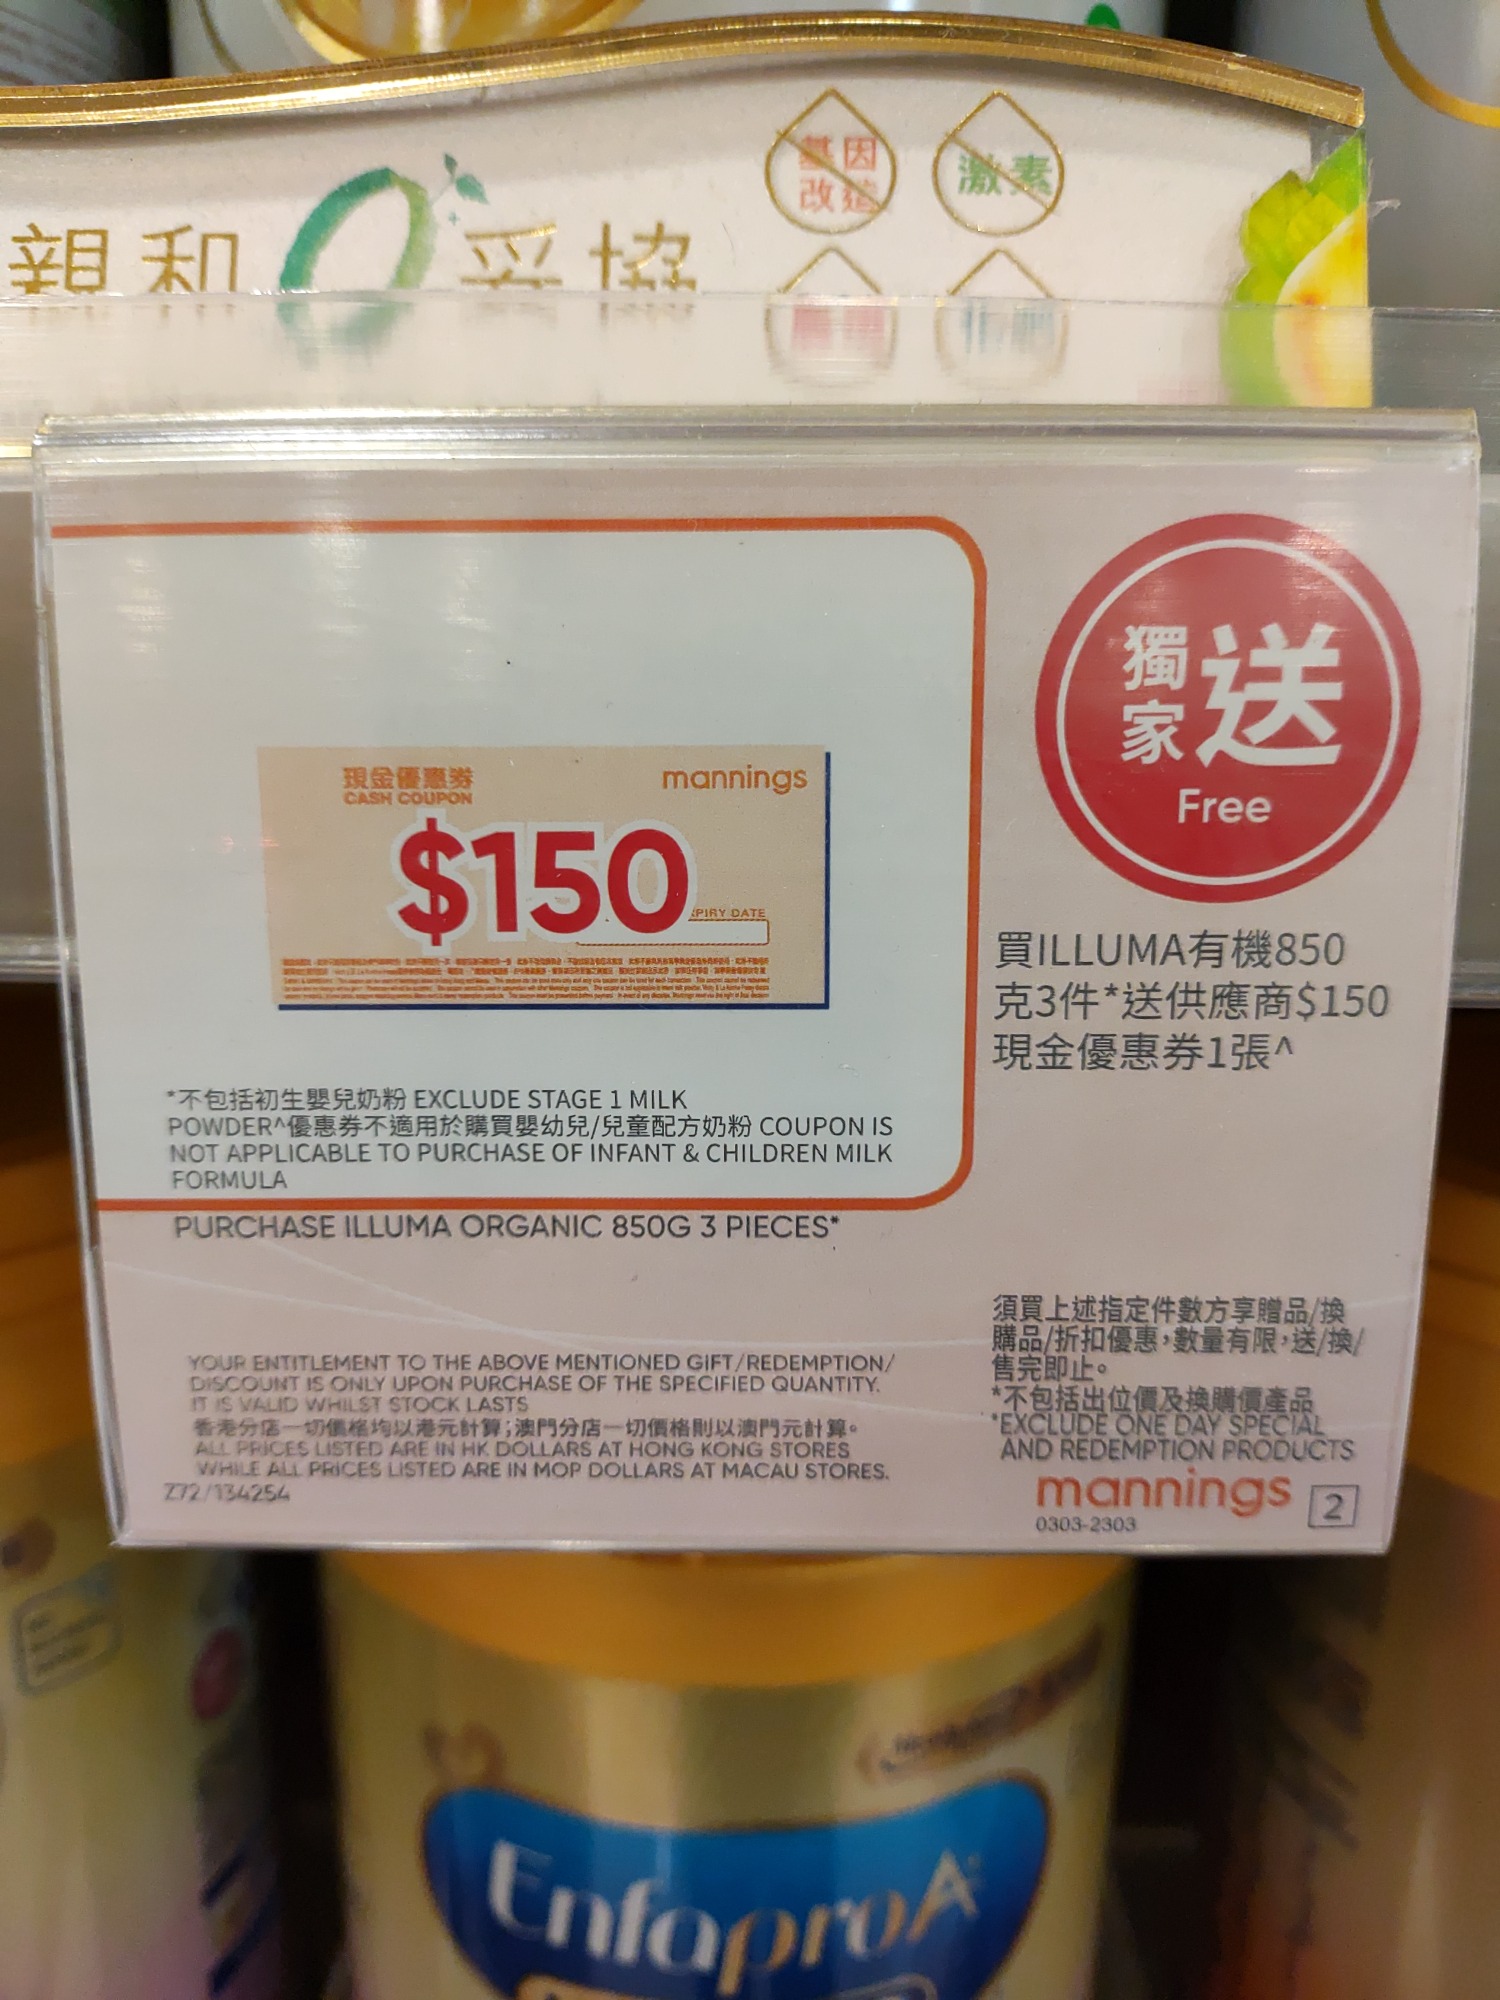 基因
改造
激素
親和 妥協
獨家 送
Free
現金優惠券
CASH COUPON
mannings
$150
PIRY DATE
買ILLUMA有機850
克3件*送供應商$150
現金優惠券1張^
*不包括初生嬰兒奶粉 EXCLUDE STAGE 1 MILK
POWDER^優惠券不適用於購買嬰幼兒/兒童配方奶粉 COUPON IS
NOT APPLICABLE TO PURCHASE OF INFANT & CHILDREN MILK
FORMULA
PURCHASE ILLUMA ORGANIC 850G 3 PIECES*
須買上述指定件數方享贈品/換
購品/折扣優惠，數量有限，送/換/
售完即止。
*不包括出位價及換購價產品
*EXCLUDE ONE DAY SPECIAL
AND REDEMPTION PRODUCTS
YOUR ENTITLEMENT TO THE ABOVE MENTIONED GIFT/REDEMPTION/
DISCOUNT IS ONLY UPON PURCHASE OF THE SPECIFIED QUANTITY.
IT IS VALID WHILST STOCK LASTS
香港分店一切價格均以港元計算；澳門分店一切價格則以澳門元計算。
ALL PRICES LISTED ARE IN HK DOLLARS AT HONG KONG STORES
WHILE ALL PRICES LISTED ARE IN MOP DOLLARS AT MACAU STORES.
Z72/134254
mannings 2
0303-2303
Enfapro A+